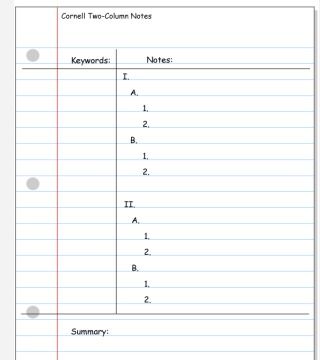 Cornell Two-Column Notes
Keywords: Notes:
I.
A.
1.
2.
B.
1.
2.
II.
A.
1.
2.
B.
1.
2.
Summary: